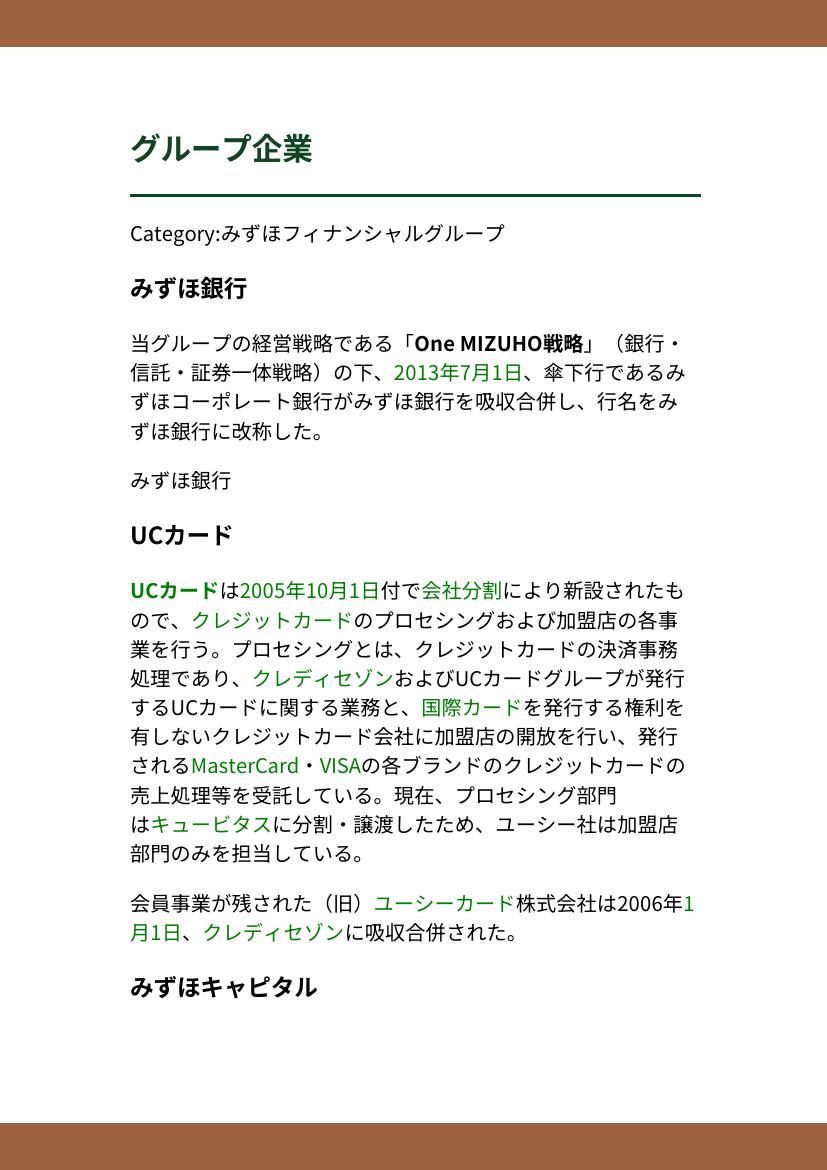 グループ企業
Category:みずほフィナンシャルグループ
みずほ銀行
当グループの経営戦略である「One MIZUHO戦略」（銀行・
信託・証券一体戦略）の下、2013年7月1日、傘下行であるみ
ずほコーポレート銀行がみずほ銀行を吸収合併し、行名をみ
ずほ銀行に改称した。
みずほ銀行
UCカード
UCカードは2005年10月1日付で会社分割により新設されたも
ので、クレジットカードのプロセシングおよび加盟店の各事
業を行う。プロセシングとは、クレジットカードの決済事務
処理であり、クレディセゾンおよびUCカードグループが発行
するUCカードに関する業務と、国際カードを発行する権利を
有しないクレジットカード会社に加盟店の開放を行い、発行
されるMasterCard・VISAの各ブランドのクレジットカードの
売上処理等を受託している。現在、プロセシング部門
はキュービタスに分割・譲渡したため、ユーシー社は加盟店
部門のみを担当している。
会員事業が残された（旧）ユーシーカード株式会社は2006年1
月1日、クレディセゾンに吸収合併された。
みずほキャピタル